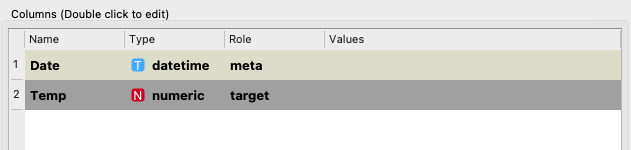 Columns (Double click to edit)
Name Type Role Values
1 Date T datetime meta
2 Temp N numeric target